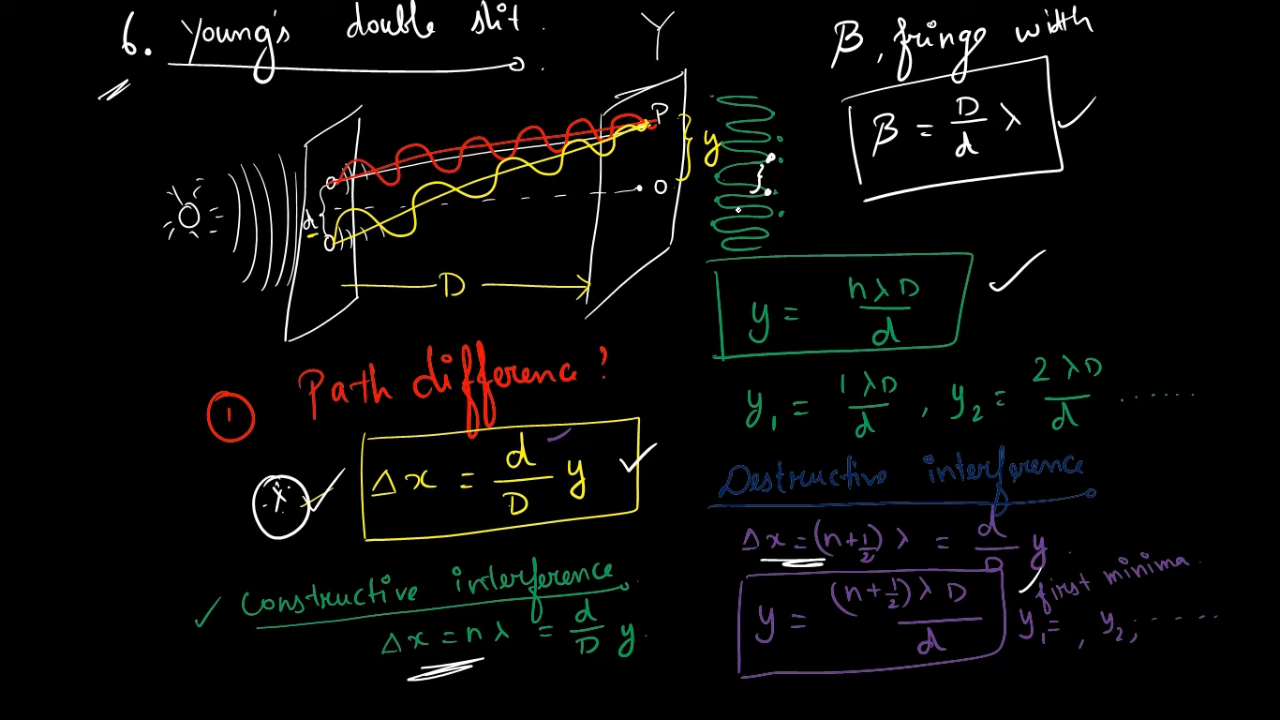 6. Young's double slit
Y
P
y
O
d
D
β, fringe width
β = D/d λ
y = nλD/d
y₁ = 1λD/d , y₂ = 2λD/d ......
① Path difference?
Δx = d/D y
Constructive interference
Δx = nλ = d/D y.
Destructive interference
Δx = (n+1/2) λ = d/D y.
y = (n+1/2) λ D/d
first minima.
y₁ = , y₂, ......